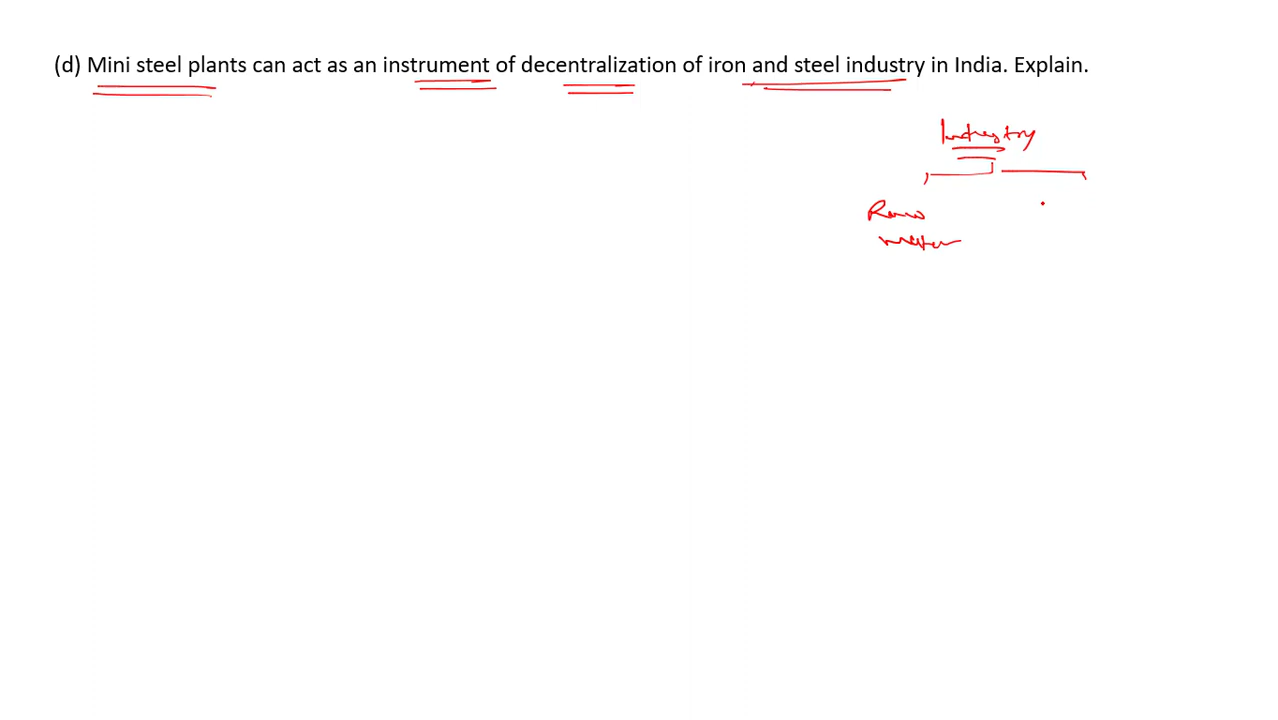 (d) Mini steel plants can act as an instrument of decentralization of iron and steel industry in India. Explain.
Industry
Raw
mater